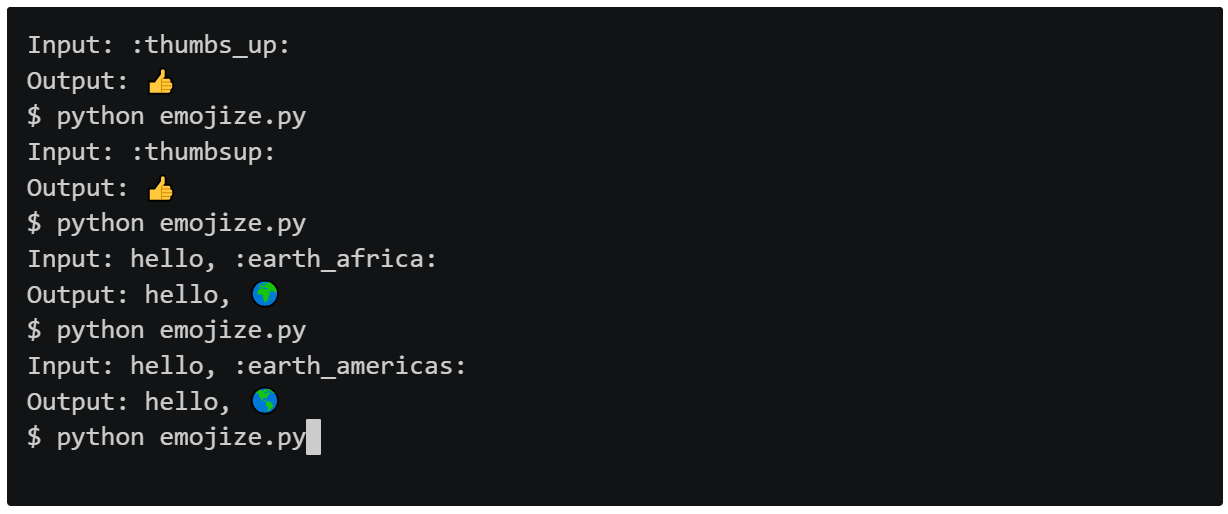 Input: :thumbs_up:
Output: 👍
$ python emojize.py
Input: :thumbsup:
Output: 👍
$ python emojize.py
Input: hello, :earth_africa:
Output: hello, 🌍
$ python emojize.py
Input: hello, :earth_americas:
Output: hello, 🌎
$ python emojize.py